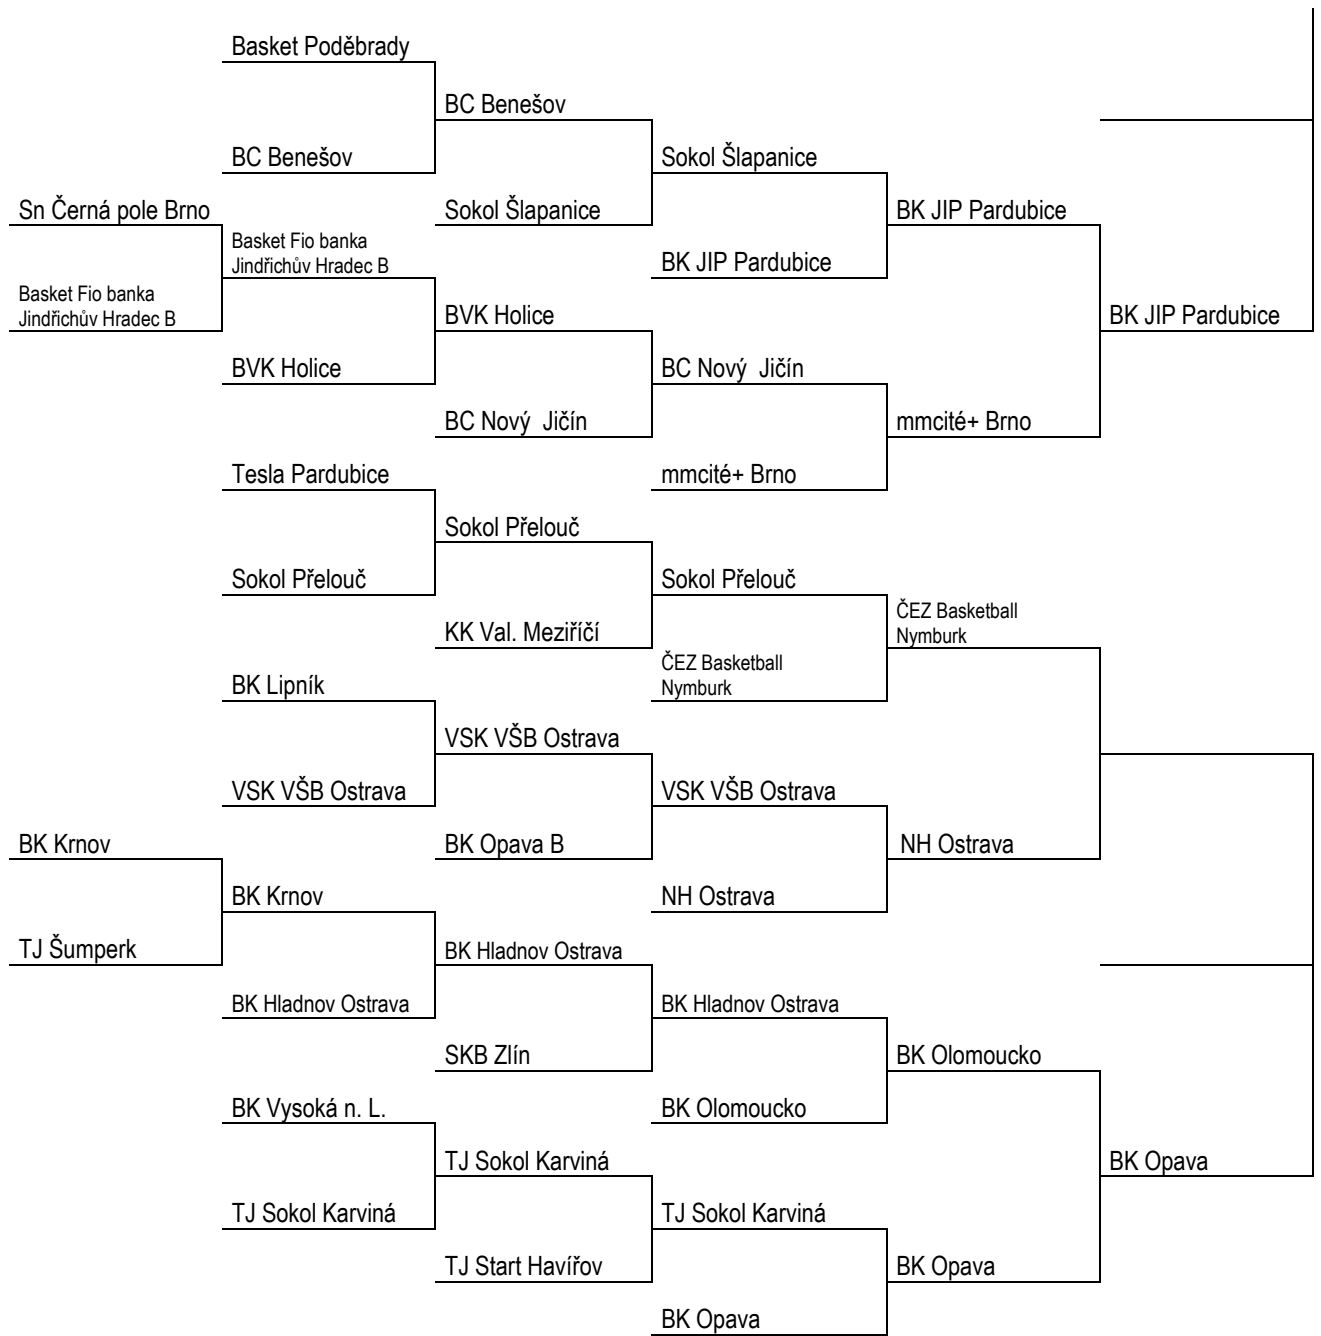 Basket Poděbrady
BC Benešov
BC Benešov
Sokol Šlapanice
Sn Černá pole Brno
Sokol Šlapanice
BK JIP Pardubice
Basket Fio banka
Jindřichův Hradec B
BK JIP Pardubice
Basket Fio banka
Jindřichův Hradec B
BVK Holice
BK JIP Pardubice
BVK Holice
BC Nový  Jičín
BC Nový  Jičín
mmcité+ Brno
Tesla Pardubice
mmcité+ Brno
Sokol Přelouč
Sokol Přelouč
Sokol Přelouč
ČEZ Basketball
Nymburk
KK Val. Meziříčí
ČEZ Basketball
Nymburk
BK Lipník
VSK VŠB Ostrava
VSK VŠB Ostrava
VSK VŠB Ostrava
BK Krnov
BK Opava B
NH Ostrava
BK Krnov
NH Ostrava
TJ Šumperk
BK Hladnov Ostrava
BK Hladnov Ostrava
BK Hladnov Ostrava
SKB Zlín
BK Olomoucko
BK Vysoká n. L.
BK Olomoucko
TJ Sokol Karviná
BK Opava
TJ Sokol Karviná
TJ Sokol Karviná
TJ Start Havířov
BK Opava
BK Opava